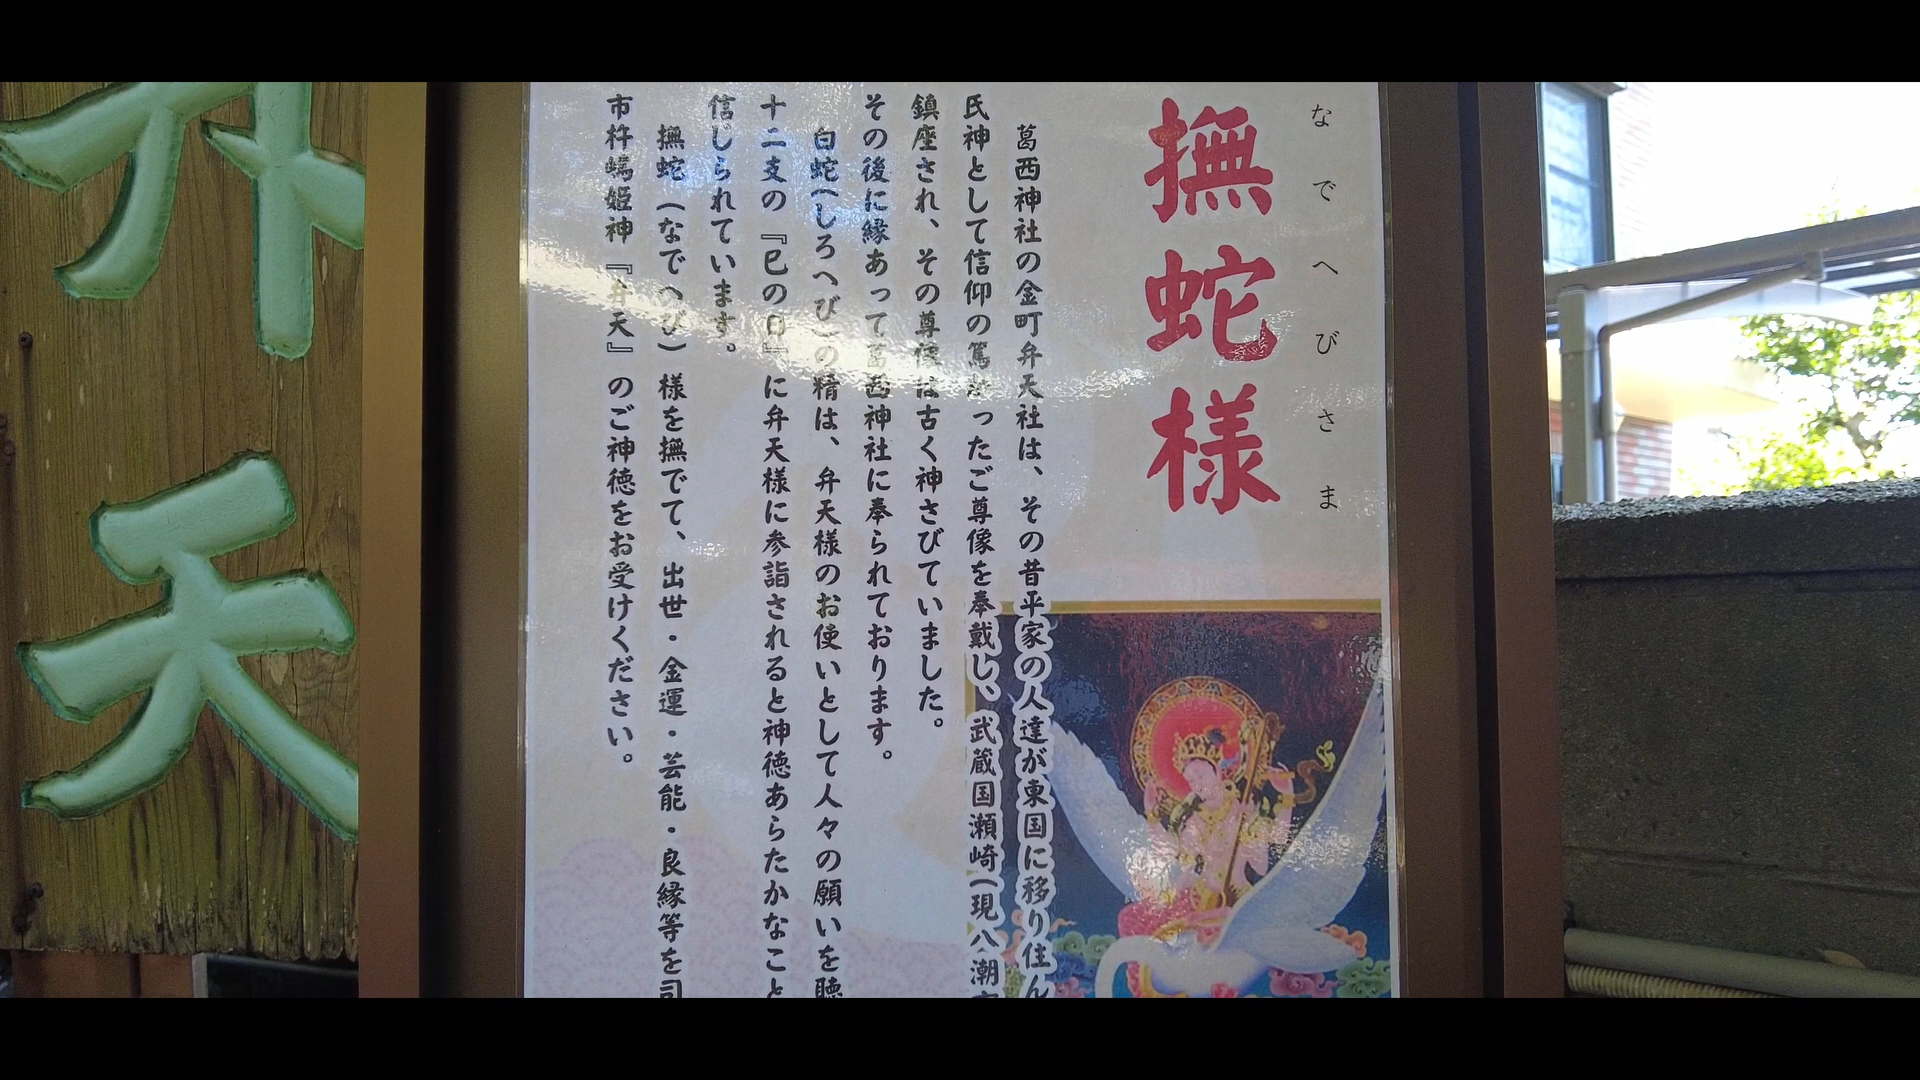 弁天
なでへびさま
撫蛇様
葛西神社の金町弁天社は、その昔平家の人達が東国に移り住ん
氏神として信仰の篤かったご尊像を奉戴し、武蔵国瀬崎(現八潮
鎮座され、その尊像は古く神さびていました。
その後に縁あって葛西神社に奉られております。
白蛇(しろへび)の精は、弁天様のお使いとして人々の願いを聴
十二支の『巳の日』に弁天様に参詣されると神徳あらたかなこと
信じられています。
撫蛇(なでへび)様を撫でて、出世・金運・芸能・良縁等を司
市杵嶋姫神『弁天』のご神徳をお受けください。